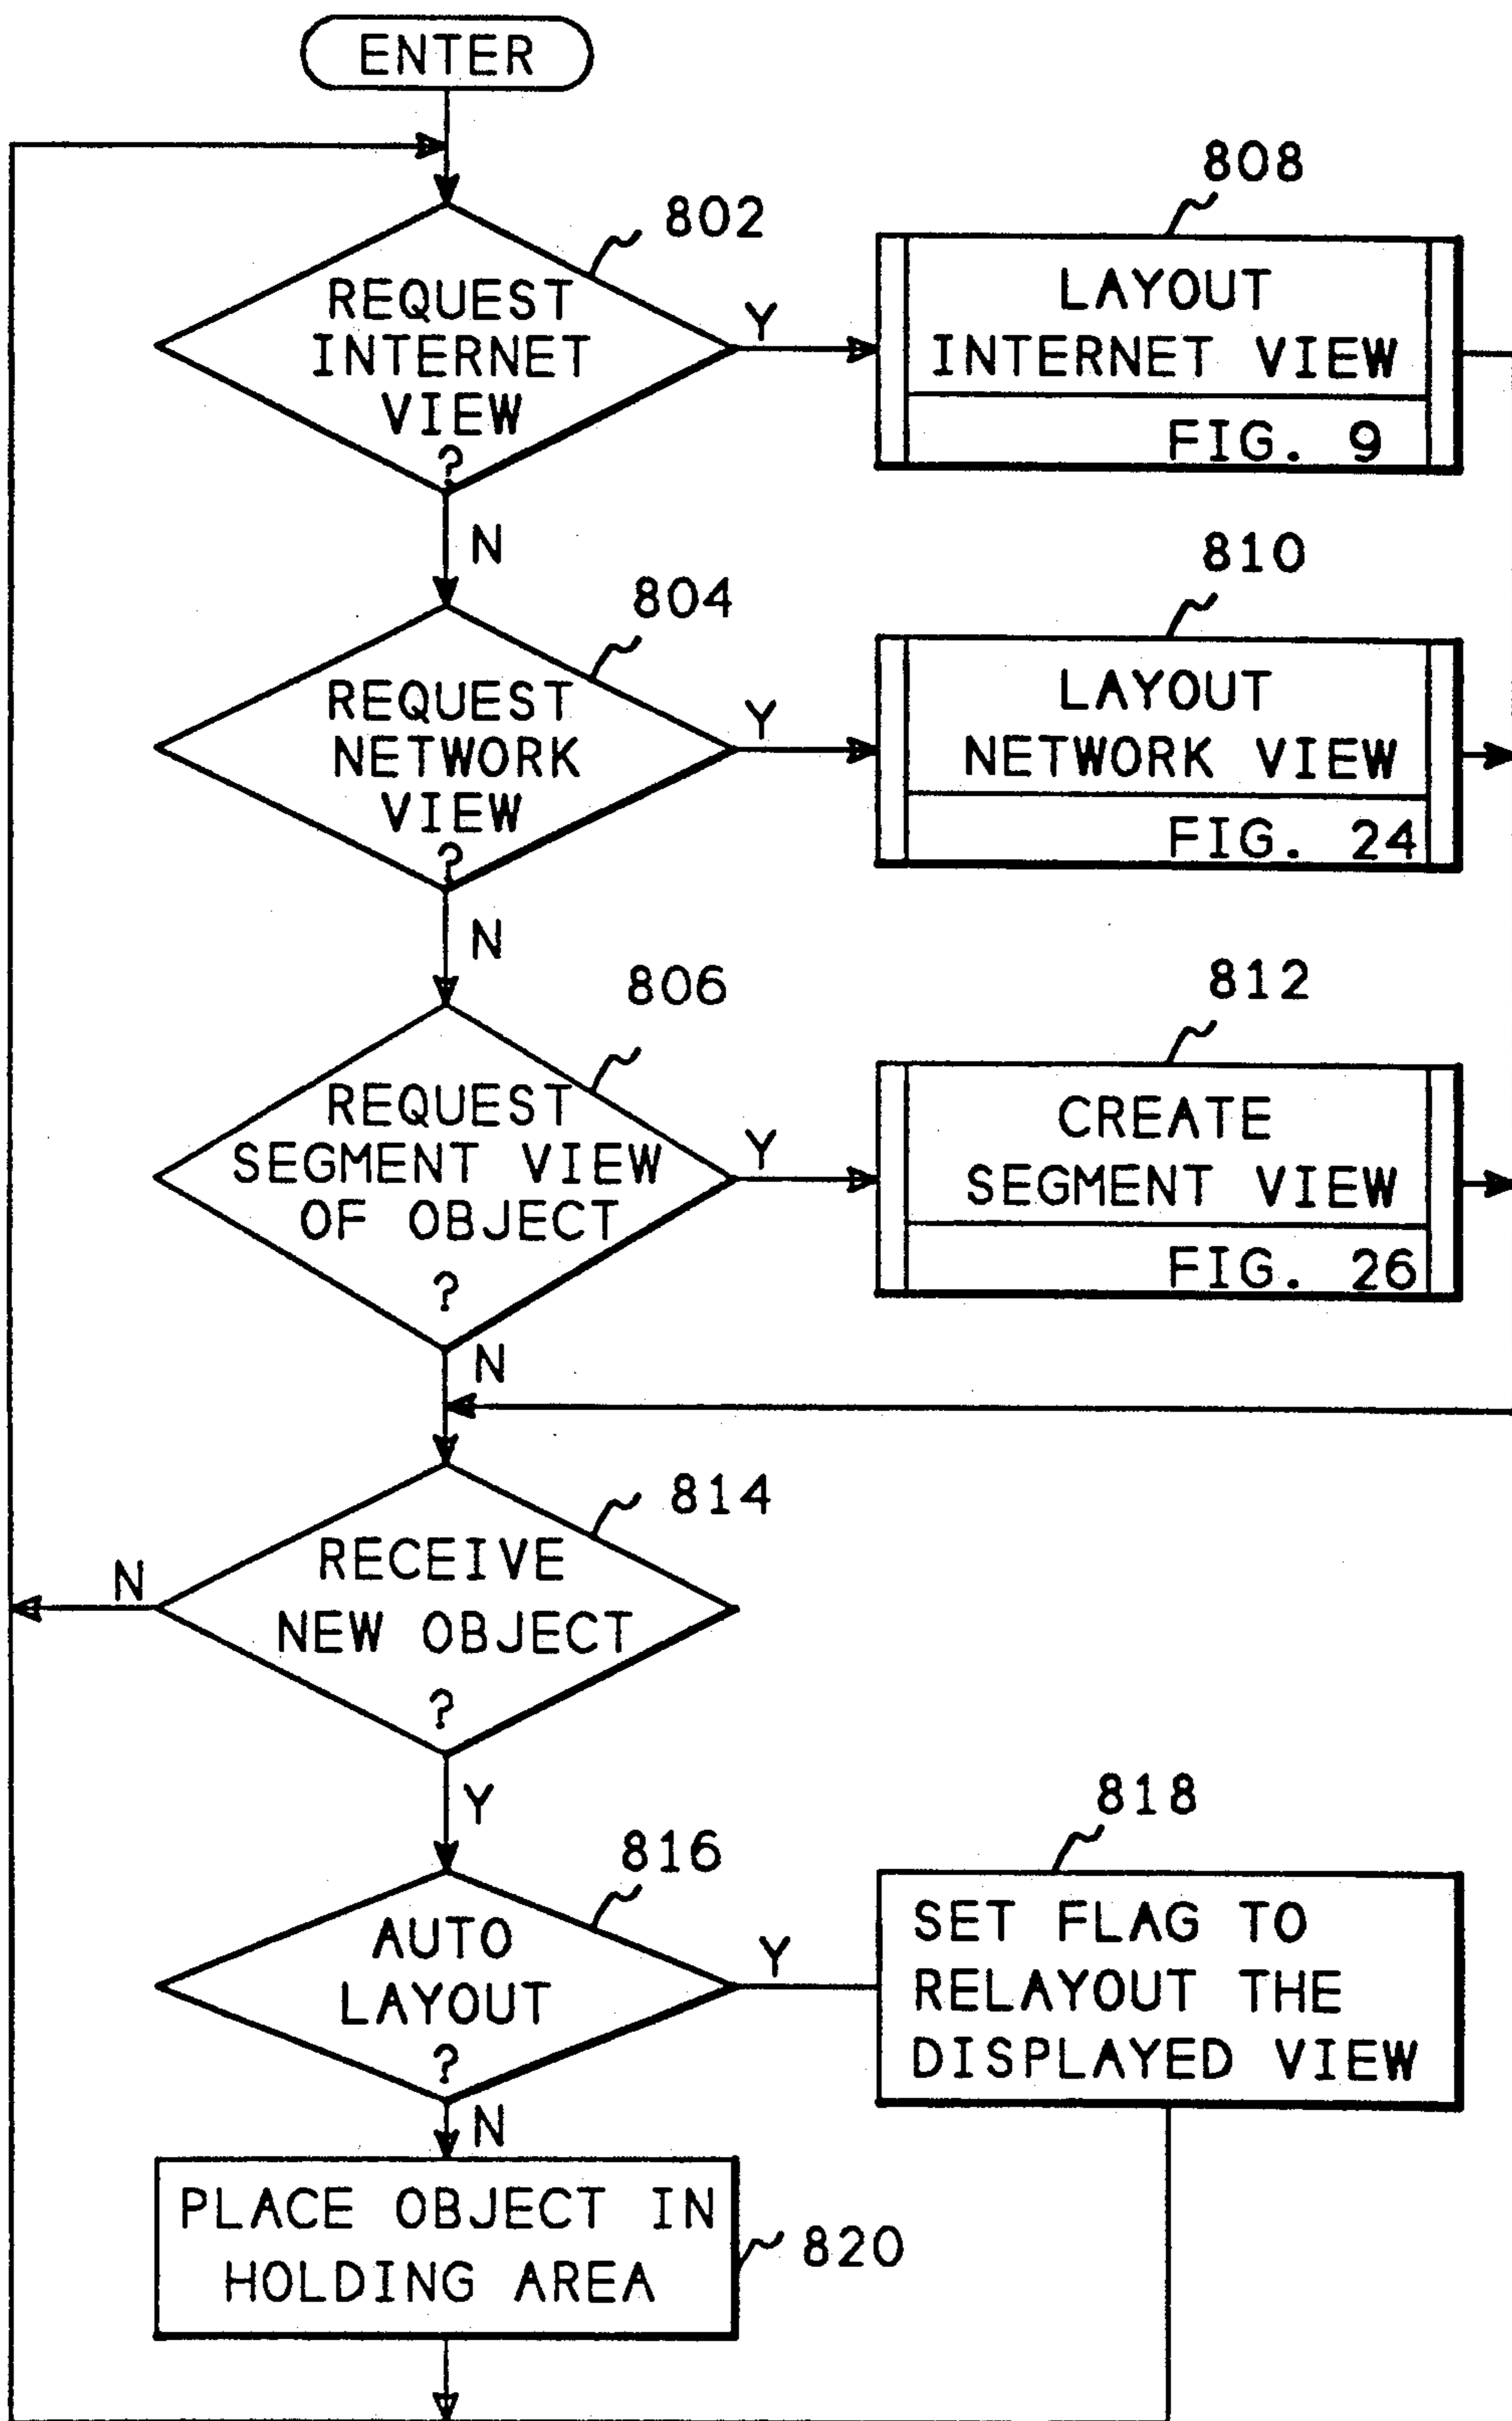 ENTER
802
REQUEST
INTERNET
VIEW
?
Y
808
LAYOUT
INTERNET VIEW
FIG. 9
N
804
REQUEST
NETWORK
VIEW
?
Y
810
LAYOUT
NETWORK VIEW
FIG. 24
N
806
REQUEST
SEGMENT VIEW
OF OBJECT
?
Y
812
CREATE
SEGMENT VIEW
FIG. 26
N
814
RECEIVE
NEW OBJECT
?
N
Y
816
AUTO
LAYOUT
?
Y
818
SET FLAG TO
RELAYOUT THE
DISPLAYED VIEW
N
PLACE OBJECT IN
HOLDING AREA
820